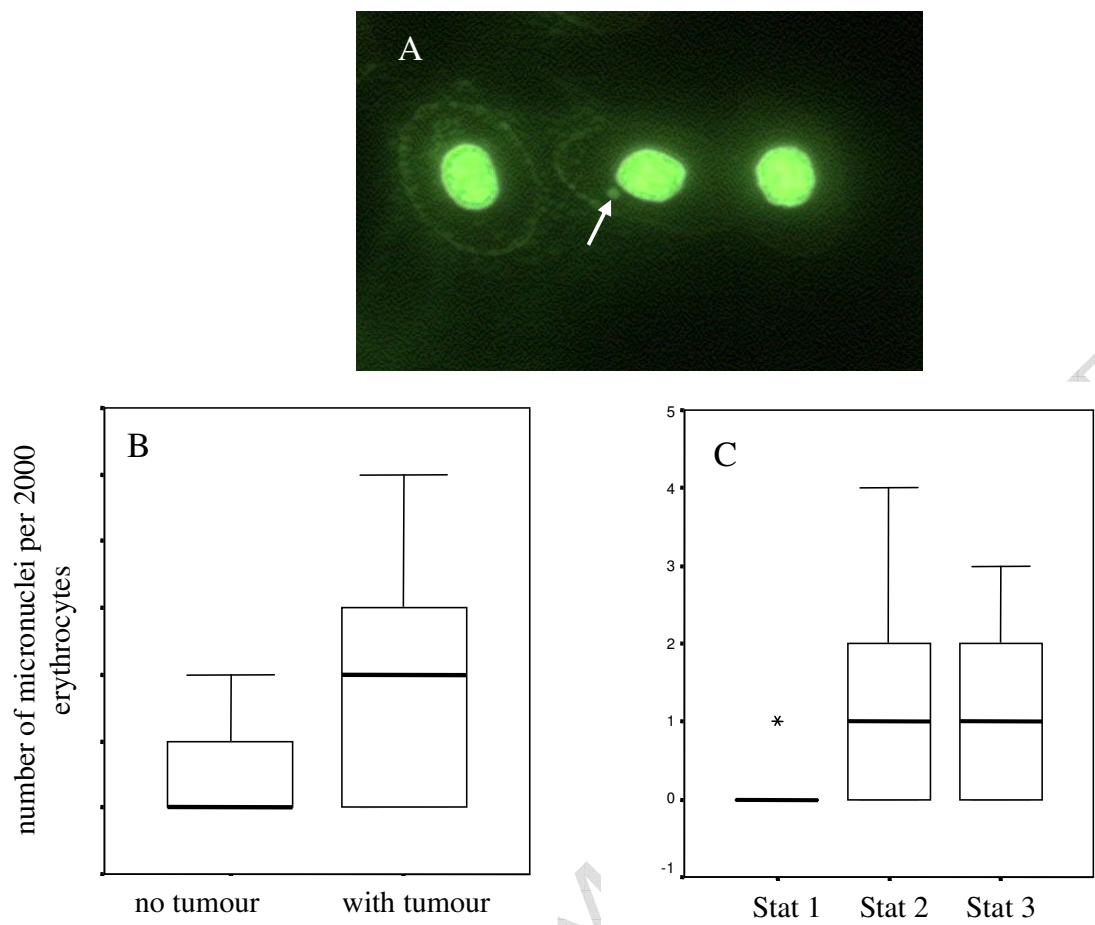 A
B
number of micronuclei per 2000
erythrocytes
no tumour
with tumour
C
5
4
3
2
1
0
-1
*
Stat 1
Stat 2
Stat 3